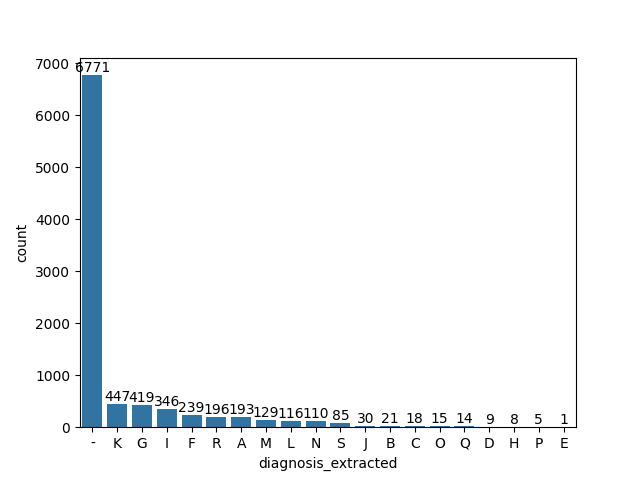 7000
6000
5000
4000
3000
2000
1000
0
count
6771 447 419 346 239 196 193 129 116 110 85 30 21 18 15 14 9 8 5 1
- K G I F R A M L N S J B C O Q D H P E
diagnosis_extracted